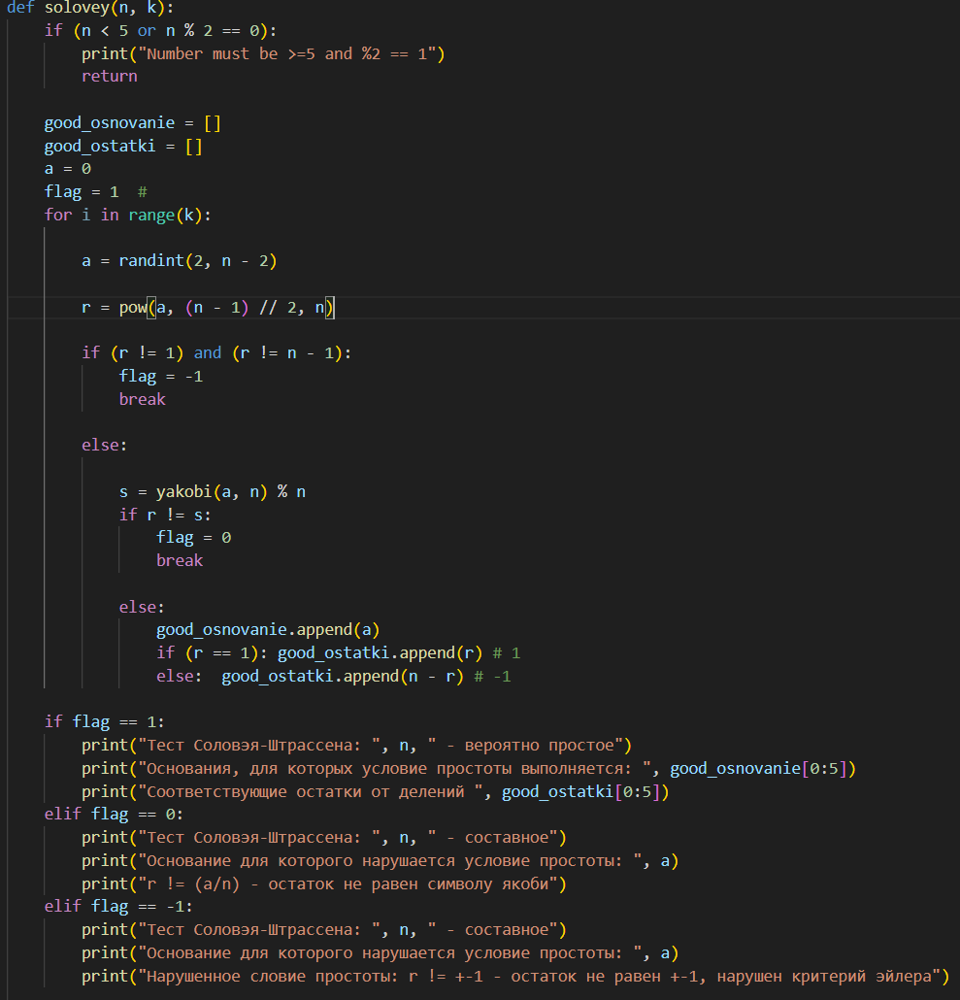 def solovey(n, k):
    if (n < 5 or n % 2 == 0):
        print("Number must be >=5 and %2 == 1")
        return
    good_osnovanie = []
    good_ostatki = []
    a = 0
    flag = 1  #
    for i in range(k):
        a = randint(2, n - 2)
        r = pow(a, (n - 1) // 2, n)
        if (r != 1) and (r != n - 1):
            flag = -1
            break
        else:
            s = yakobi(a, n) % n
            if r != s:
                flag = 0
                break
            else:
                good_osnovanie.append(a)
                if (r == 1): good_ostatki.append(r) # 1
                else:  good_ostatki.append(n - r) # -1
    if flag == 1:
        print("Тест Соловэя-Штрассена: ", n, " - вероятно простое")
        print("Основания, для которых условие простоты выполняется: ", good_osnovanie[0:5])
        print("Соответствующие остатки от делений ", good_ostatki[0:5])
    elif flag == 0:
        print("Тест Соловэя-Штрассена: ", n, " - составное")
        print("Основание для которого нарушается условие простоты: ", a)
        print("r != (a/n) - остаток не равен символу якоби")
    elif flag == -1:
        print("Тест Соловэя-Штрассена: ", n, " - составное")
        print("Основание для которого нарушается условие простоты: ", a)
        print("Нарушенное словие простоты: r != +-1 - остаток не равен +-1, нарушен критерий эйлера")